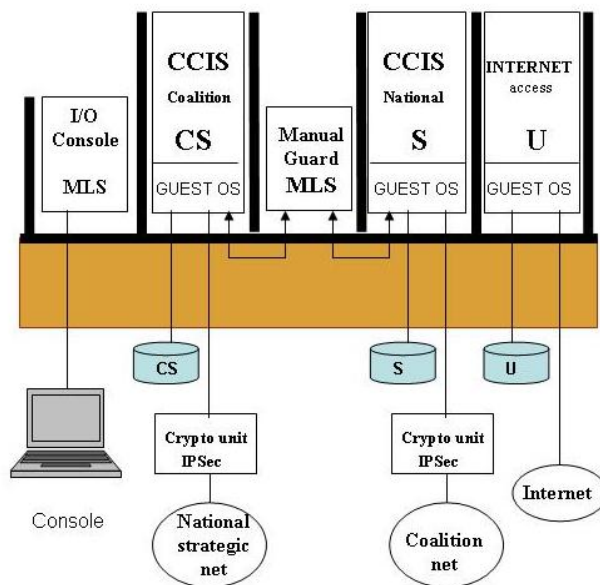 I/O
Console
MLS
CCIS
Coalition
CS
GUEST OS
Manual
Guard
MLS
CCIS
National
S
GUEST OS
INTERNET
access
U
GUEST OS
CS
S
U
Crypto unit
IPSec
Crypto unit
IPSec
Internet
Console
National
strategic
net
Coalition
net